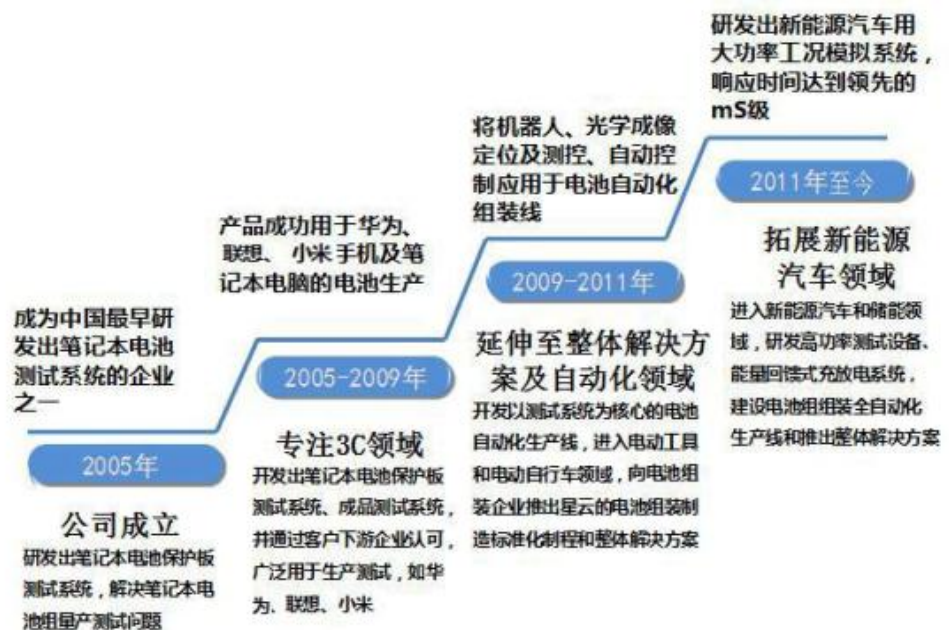 成为中国最早研
发出笔记本电池
测试系统的企业
之一
2005年
公司成立
研发出笔记本电池保护板
测试系统，解决笔记本电
池组量产测试问题
产品成功用于华为、
联想、小米手机及笔
记本电脑的电池生产
2005-2009年
专注3C领域
开发出笔记本电池保护板
测试系统、成品测试系统，
并通过客户下游企业认可，
广泛用于生产测试，如华
为、联想、小米
将机器人、光学成像
定位及测控、自动控
制应用于电池自动化
组装线
2009-2011年
延伸至整体解决方
案及自动化领域
开发以测试系统为核心的电池
自动化生产线，进入电动工具
和电动自行车领域，向电池组
装企业推出星云的电池组装制
造标准化制程和整体解决方案
研发出新能源汽车用
大功率工况模拟系统，
响应时间达到领先的
mS级
2011年至今
拓展新能源
汽车领域
进入新能源汽车和储能领
域，研发高功率测试设备、
能量回馈式充放电系统，
建设电池组组装全自动化
生产线和推出整体解决方案